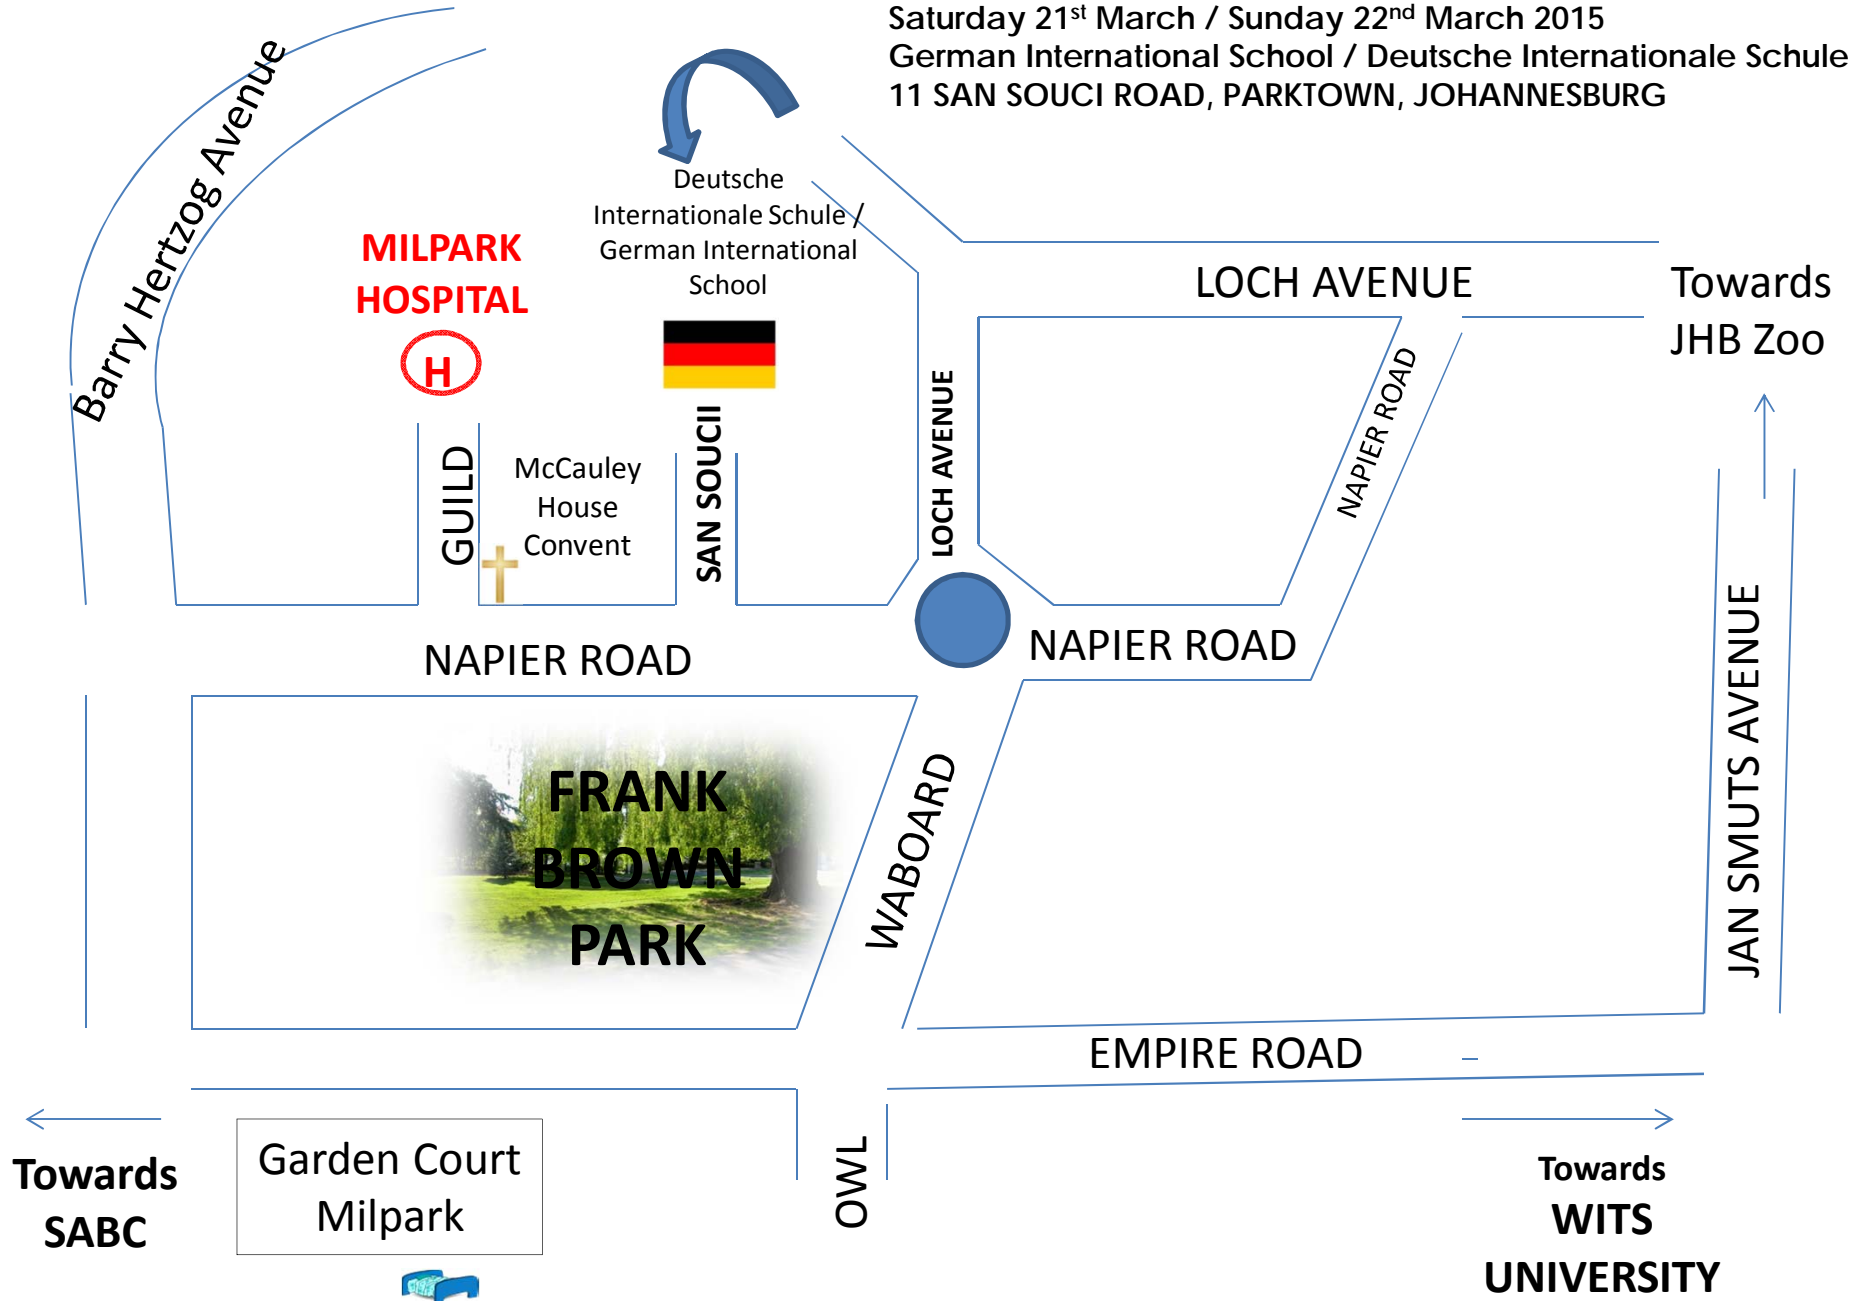 Saturday 21st March / Sunday 22nd March 2015
German International School / Deutsche Internationale Schule
11 SAN SOUCI ROAD, PARKTOWN, JOHANNESBURG
Barry Hertzog Avenue
Deutsche
Internationale Schule /
German International
School
MILPARK
HOSPITAL
H
LOCH AVENUE
Towards
JHB Zoo
GUILD
McCauley
House
Convent
SAN SOUCII
LOCH AVENUE
NAPIER ROAD
NAPIER ROAD
NAPIER ROAD
JAN SMUTS AVENUE
FRANK
BROWN
PARK
WABOARD
EMPIRE ROAD
Towards
SABC
Garden Court
Milpark
OWL
Towards
WITS
UNIVERSITY